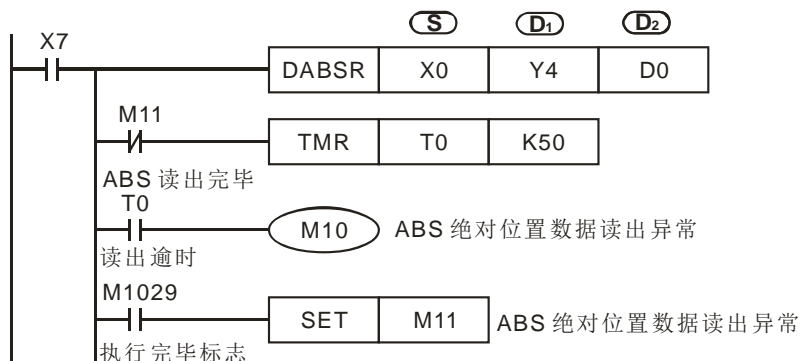 S D1 D2
X7
DABSR X0 Y4 D0
M11
TMR T0 K50
ABS 读出完毕
T0
M10 ABS 绝对位置数据读出异常
读出逾时
M1029
SET M11 ABS 绝对位置数据读出异常
执行完毕标志